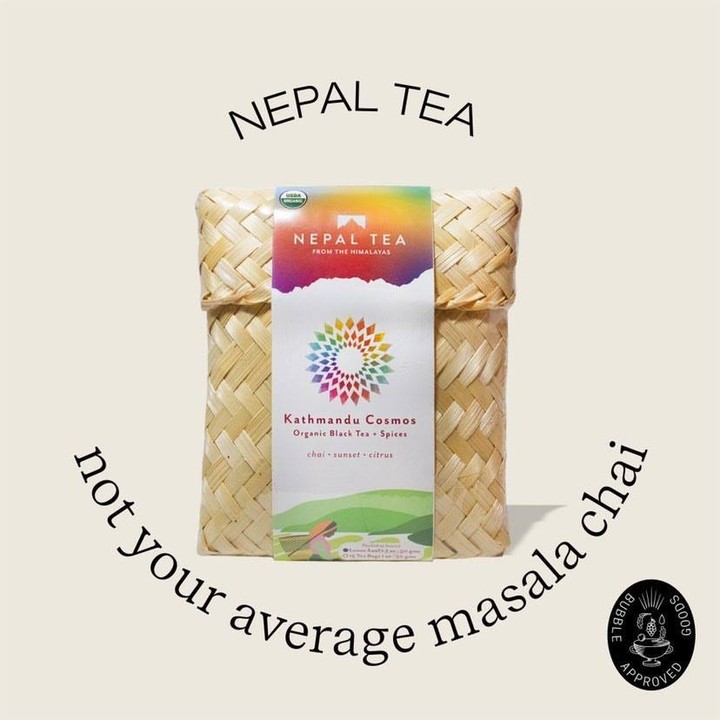 NEPAL TEA
USDA
ORGANIC
NEPAL TEA
FROM THE HIMALAYAS
Kathmandu Cosmos
Organic Black Tea + Spices
chai • sunset • citrus
not your average masala chai
BUBBLE
GOODS
APPROVED